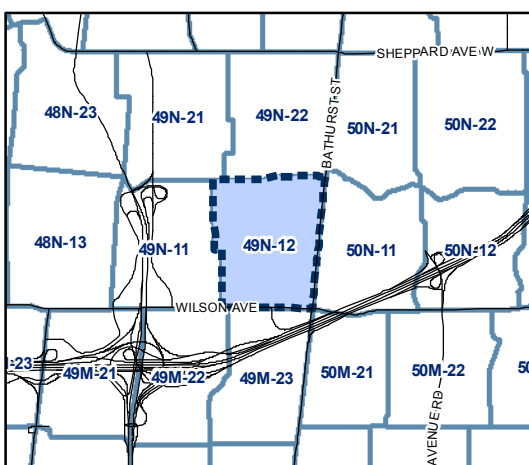 SHEPPARD AVE W
48N-23
49N-21
49N-22
BATHURST ST
50N-21
50N-22
48N-13
49N-11
49N-12
50N-11
50N-12
WILSON AVE
-23
49M-21
49M-22
49M-23
50M-21
50M-22
50
AVENUE RD